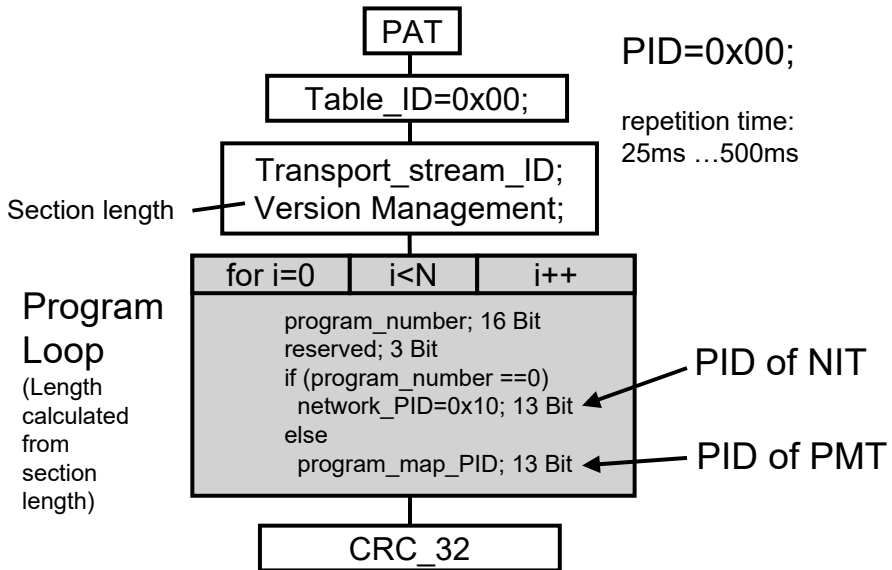 PAT
PID=0x00;
Table_ID=0x00;
repetition time:
25ms …500ms
Transport_stream_ID;
Version Management;
Section length
for i=0 i<N i++
Program
Loop
(Length
calculated
from
section
length)
program_number; 16 Bit
reserved; 3 Bit
if (program_number ==0)
network_PID=0x10; 13 Bit
else
program_map_PID; 13 Bit
PID of NIT
PID of PMT
CRC_32